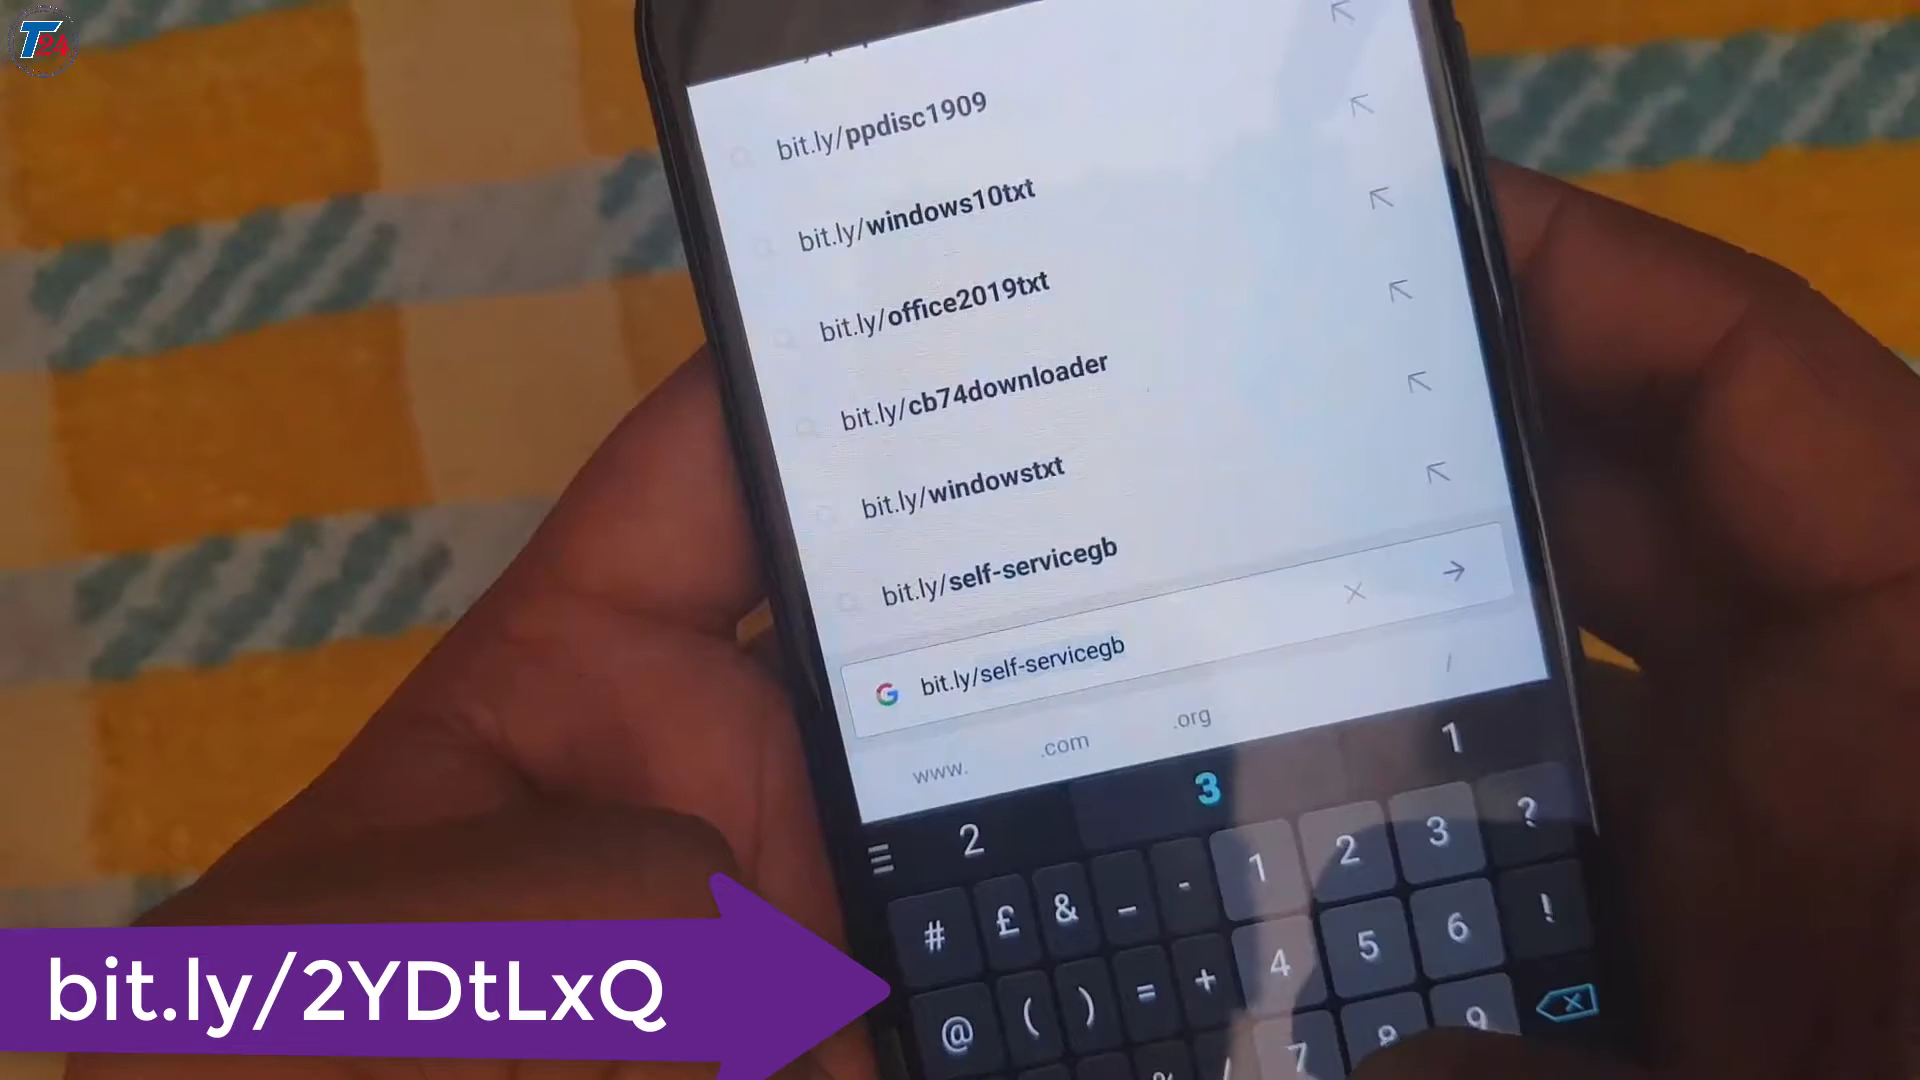 T24
bit.ly/ppdisc1909
bit.ly/windows10txt
bit.ly/office2019txt
bit.ly/cb74downloader
bit.ly/windowstxt
bit.ly/self-servicegb
G bit.ly/self-servicegb
www. .com .org /
2 3 1
# £ & _ - 1 2 3 ?
@ ( ) = + 4 5 6 !
% / 7 8 9
bit.ly/2YDtLxQ